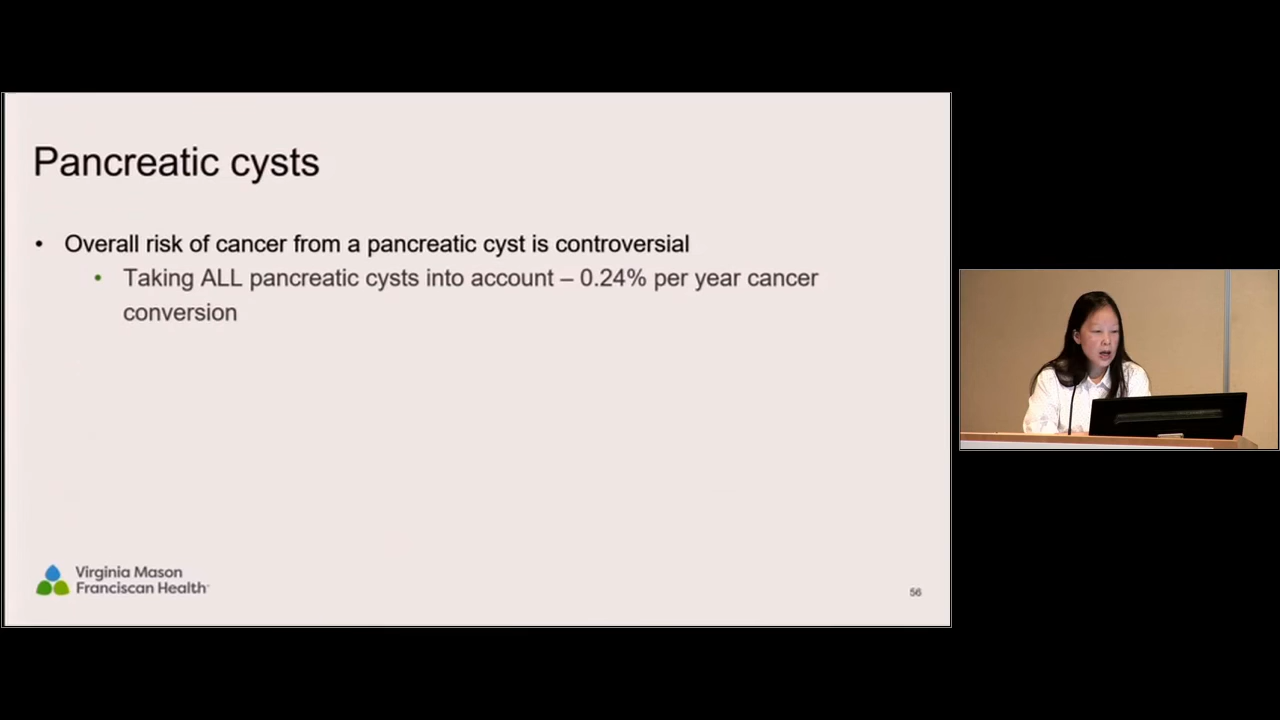 Pancreatic cysts
• Overall risk of cancer from a pancreatic cyst is controversial
• Taking ALL pancreatic cysts into account – 0.24% per year cancer
conversion
Virginia Mason
Franciscan Health
56